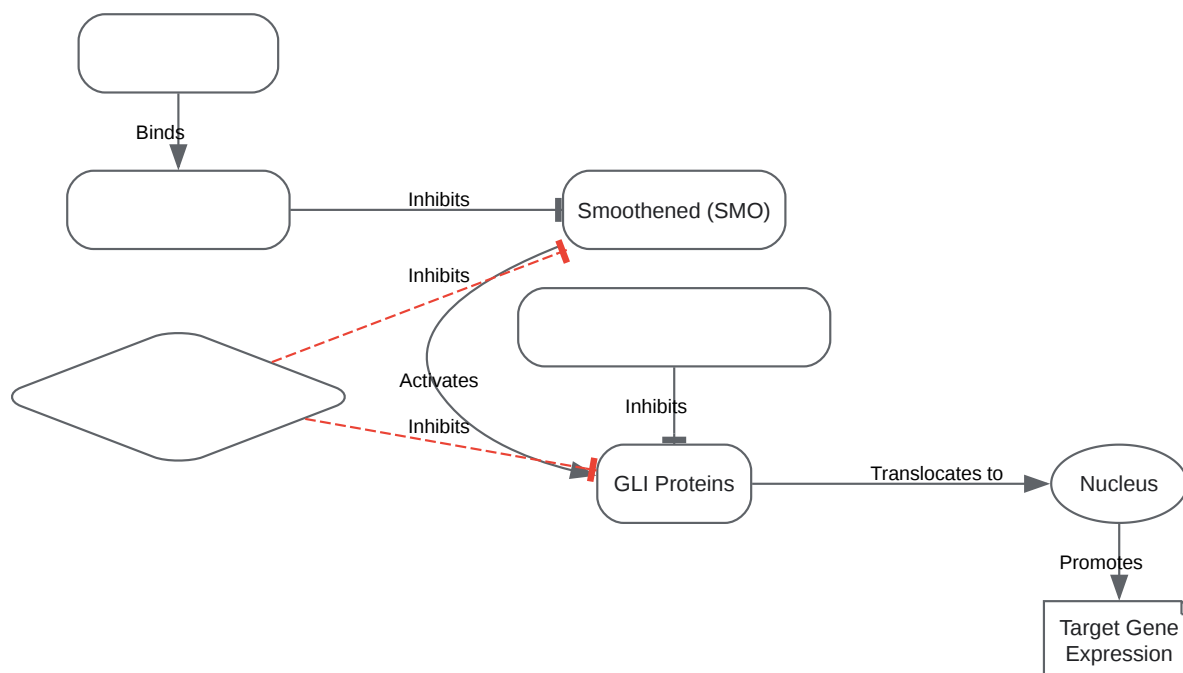 Binds
Inhibits
Smoothened (SMO)
Inhibits
Activates
Inhibits
Inhibits
GLI Proteins
Translocates to
Nucleus
Promotes
Target Gene
Expression